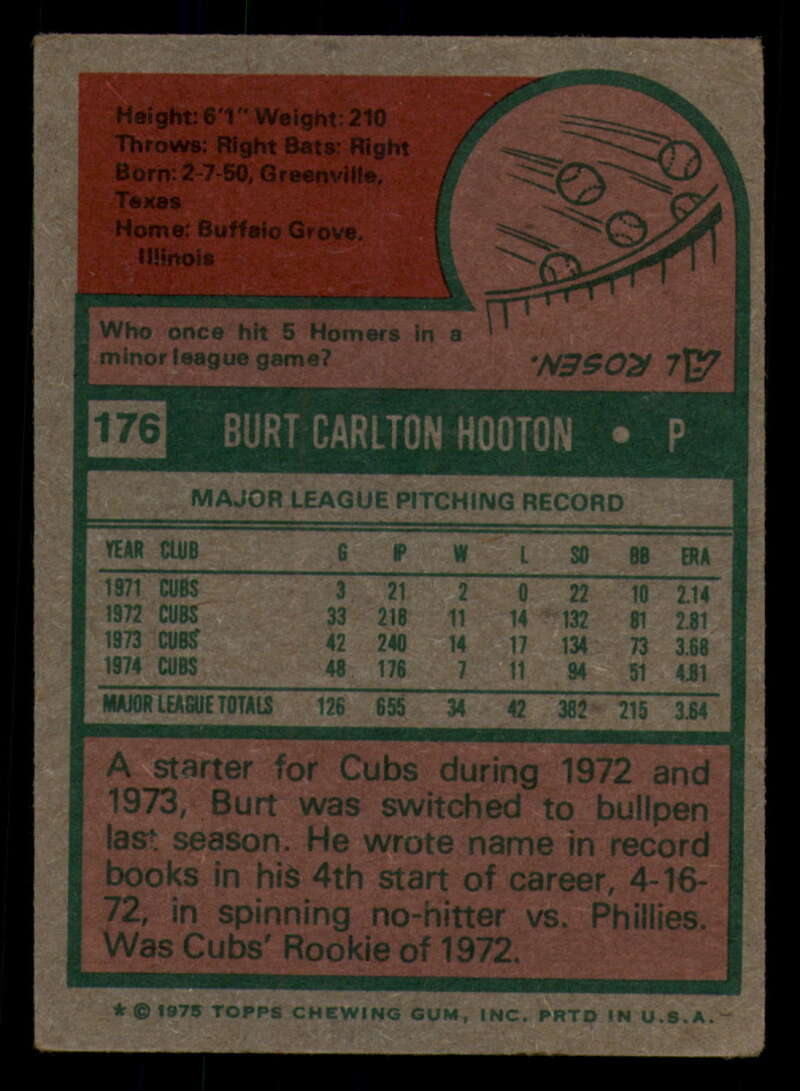 Height: 6'1" Weight: 210
Throws: Right Bats: Right
Born: 2-7-50, Greenville,
Texas
Home: Buffalo Grove,
Illinois
Who once hit 5 Homers in a
minor league game?
AL ROSEN.
176 BURT CARLTON HOOTON • P
MAJOR LEAGUE PITCHING RECORD
YEAR CLUB G IP W L SO BB ERA
1971 CUBS 3 21 2 0 22 10 2.14
1972 CUBS 33 218 11 14 132 81 2.81
1973 CUBS 42 240 14 17 134 73 3.68
1974 CUBS 48 176 7 11 94 51 4.81
MAJOR LEAGUE TOTALS 126 655 34 42 382 215 3.64
A starter for Cubs during 1972 and
1973, Burt was switched to bullpen
last season. He wrote name in record
books in his 4th start of career, 4-16-
72, in spinning no-hitter vs. Phillies.
Was Cubs' Rookie of 1972.
* © 1975 TOPPS CHEWING GUM, INC. PRTD IN U.S.A.